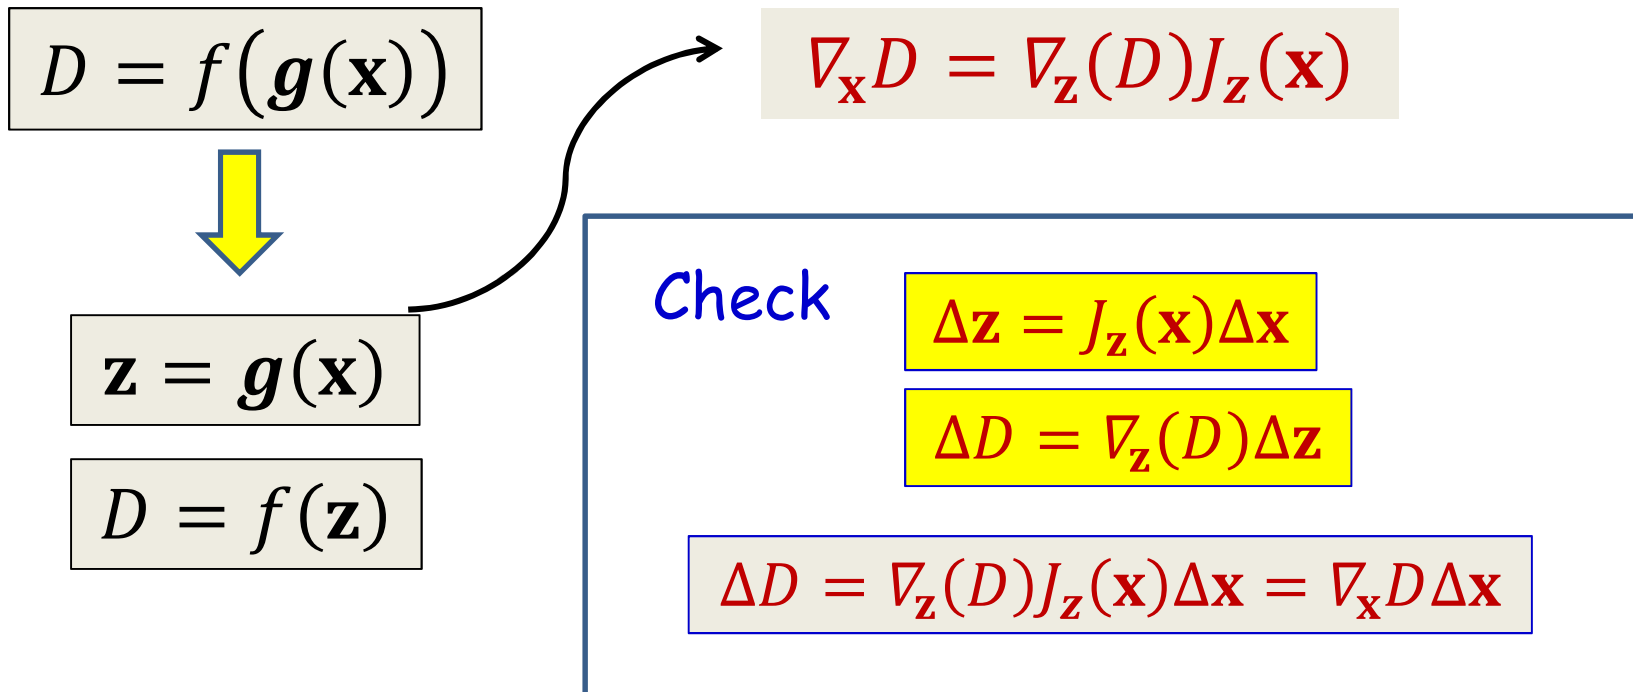 D = f(g(x))
∇ₓD = ∇_z(D)J_z(x)
z = g(x)
D = f(z)
Check
Δz = J_z(x)Δx
ΔD = ∇_z(D)Δz
ΔD = ∇_z(D)J_z(x)Δx = ∇ₓDΔx